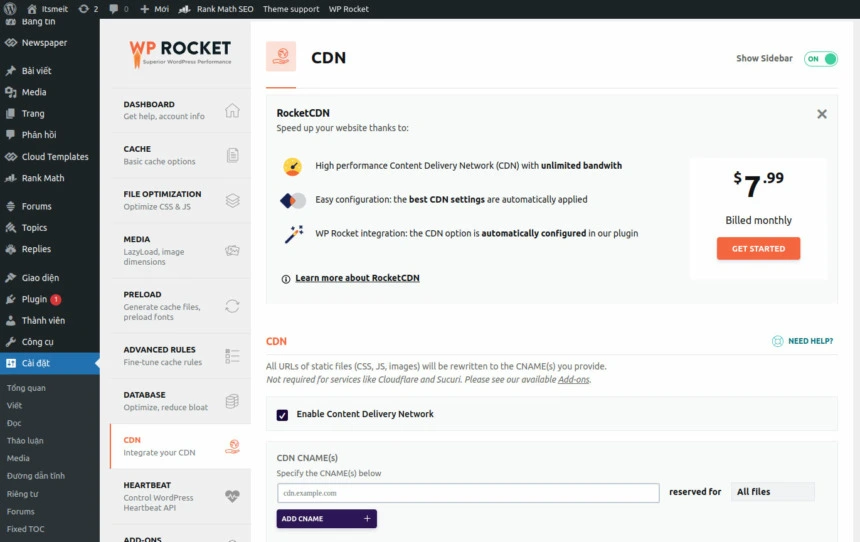 Itsmeit
2
0
Mới
Rank Math SEO
Theme support
WP Rocket
Bảng tin
Newspaper
Bài viết
Media
Trang
Phản hồi
Cloud Templates
Rank Math
Forums
Topics
Replies
Giao diện
Plugin 1
Thành viên
Công cụ
Cài đặt
Tổng quan
Viết
Đọc
Thảo luận
Media
Đường dẫn tĩnh
Riêng tư
Forums
Fixed TOC
WP ROCKET
Superior WordPress Performance
DASHBOARD
Get help, account info
CACHE
Basic cache options
FILE OPTIMIZATION
Optimize CSS & JS
MEDIA
LazyLoad, image
dimensions
PRELOAD
Generate cache files,
preload fonts
ADVANCED RULES
Fine-tune cache rules
DATABASE
Optimize, reduce bloat
CDN
Integrate your CDN
HEARTBEAT
Control WordPress
Heartbeat API
ADD-ONS
CDN
Show Sidebar
ON
RocketCDN
Speed up your website thanks to:
High performance Content Delivery Network (CDN) with unlimited bandwith
Easy configuration: the best CDN settings are automatically applied
WP Rocket integration: the CDN option is automatically configured in our plugin
Learn more about RocketCDN
$7.99
Billed monthly
GET STARTED
CDN
NEED HELP?
All URLs of static files (CSS, JS, images) will be rewritten to the CNAME(s) you provide.
Not required for services like Cloudflare and Sucuri. Please see our available Add-ons.
Enable Content Delivery Network
CDN CNAME(s)
Specify the CNAME(s) below
cdn.example.com
reserved for
All files
ADD CNAME +